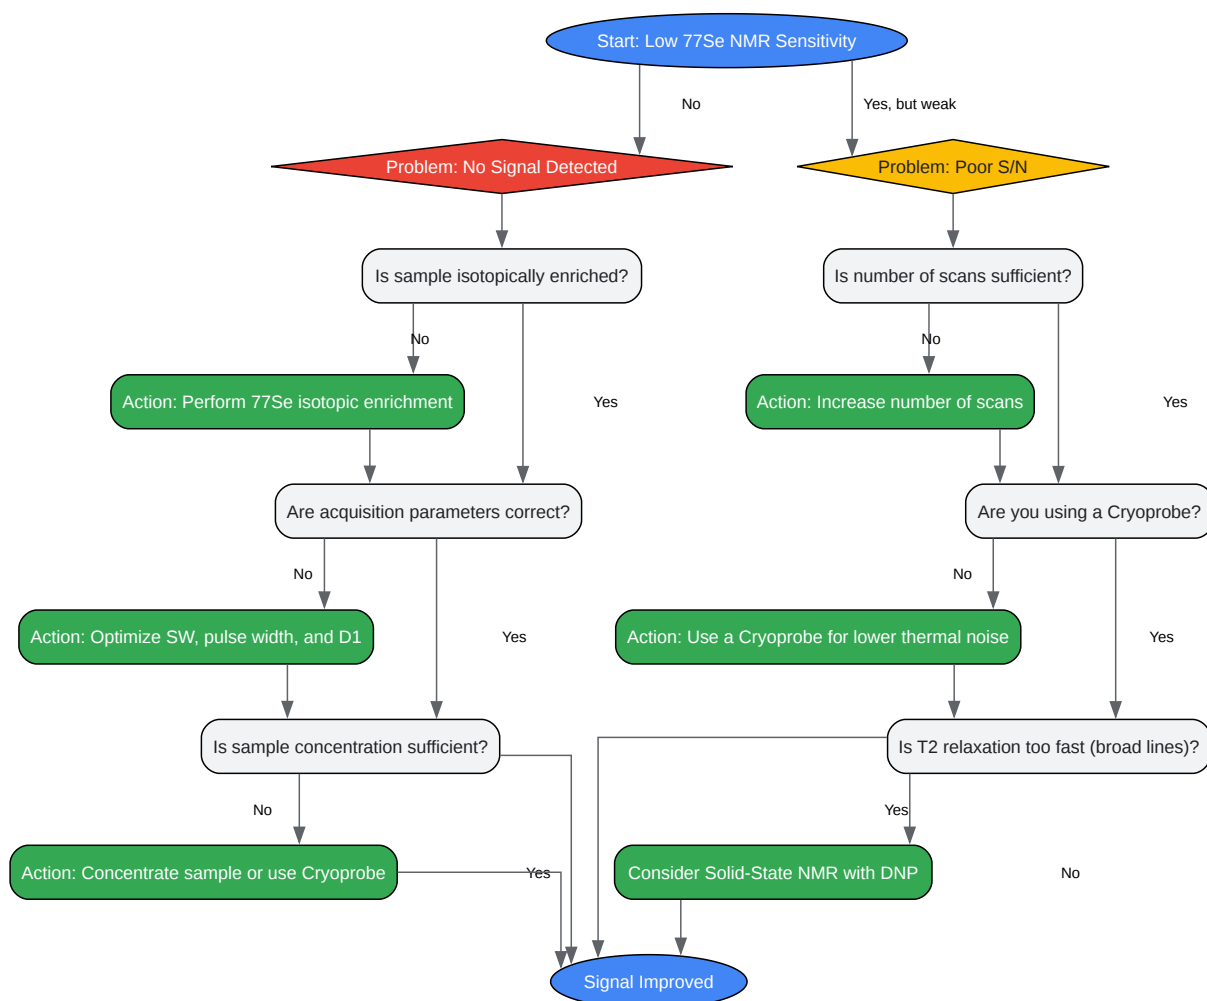 Start: Low 77Se NMR Sensitivity
No
Yes, but weak
Problem: No Signal Detected
Problem: Poor S/N
Is sample isotopically enriched?
Is number of scans sufficient?
No
No
Action: Perform 77Se isotopic enrichment
Yes
Action: Increase number of scans
Yes
Are acquisition parameters correct?
Are you using a Cryoprobe?
No
No
Action: Optimize SW, pulse width, and D1
Yes
Action: Use a Cryoprobe for lower thermal noise
Yes
Is sample concentration sufficient?
Is T2 relaxation too fast (broad lines)?
No
Yes
Action: Concentrate sample or use Cryoprobe
Yes
Consider Solid-State NMR with DNP
No
Signal Improved